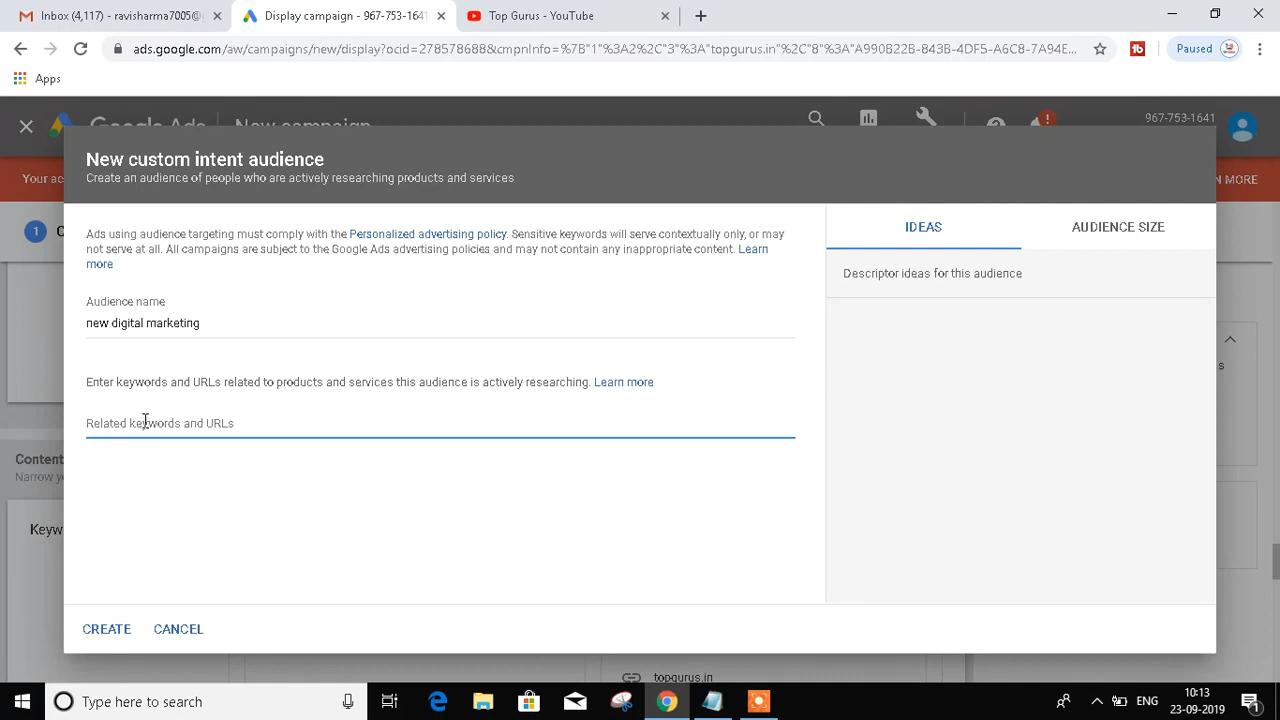 Inbox (4,117) - ravisharma7005@
Display campaign - 967-753-1641
Top Gurus - YouTube
ads.google.com/aw/campaigns/new/display?ocid=278578688&cmpnInfo=%7B"1"%3A2%2C"3"%3A"topgurus.in"%2C"8"%3A"A990B22B-843B-4DF5-A6C8-7A94E...
Paused
Apps
Google Ads
New campaign
967-753-1641
New custom intent audience
Create an audience of people who are actively researching products and services
Your ac
N MORE
1
Ads using audience targeting must comply with the Personalized advertising policy. Sensitive keywords will serve contextually only, or may
not serve at all. All campaigns are subject to the Google Ads advertising policies and may not contain any inappropriate content. Learn
more
IDEAS
AUDIENCE SIZE
Descriptor ideas for this audience
Audience name
new digital marketing
Enter keywords and URLs related to products and services this audience is actively researching. Learn more
Related keywords and URLs
Content
Narrow y
Keyw
CREATE
CANCEL
topgurus.in
Type here to search
ENG
10:13
23-09-2019
1